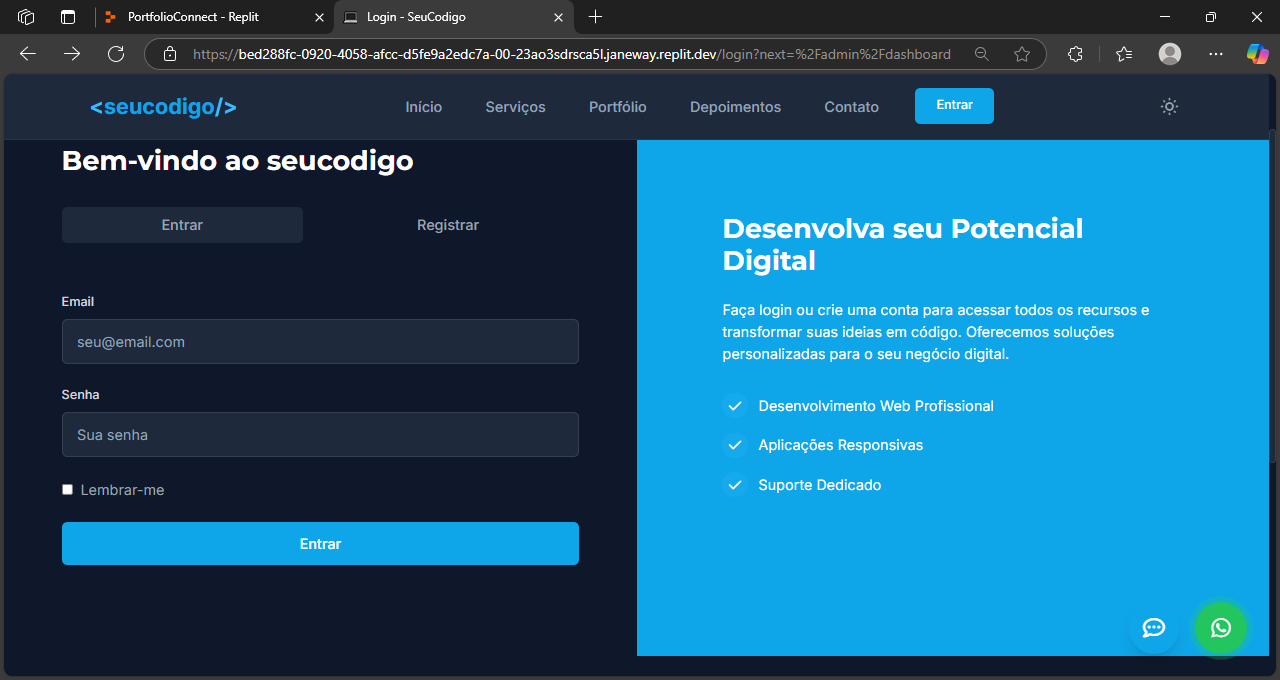 PortfolioConnect - Replit
Login - SeuCodigo
https://bed288fc-0920-4058-afcc-d5fe9a2edc7a-00-23ao3sdrsca5l.janeway.replit.dev/login?next=%2Fadmin%2Fdashboard
<seucodigo/>
Início
Serviços
Portfólio
Depoimentos
Contato
Entrar
Bem-vindo ao seucodigo
Entrar
Registrar
Email
seu@email.com
Senha
Sua senha
Lembrar-me
Entrar
Desenvolva seu Potencial
Digital
Faça login ou crie uma conta para acessar todos os recursos e
transformar suas ideias em código. Oferecemos soluções
personalizadas para o seu negócio digital.
Desenvolvimento Web Profissional
Aplicações Responsivas
Suporte Dedicado